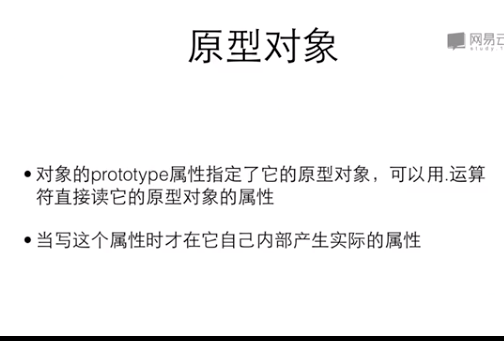 原型对象
网易云
•对象的prototype属性指定了它的原型对象，可以用.运算
符直接读它的原型对象的属性
•当写这个属性时才在它自己内部产生实际的属性